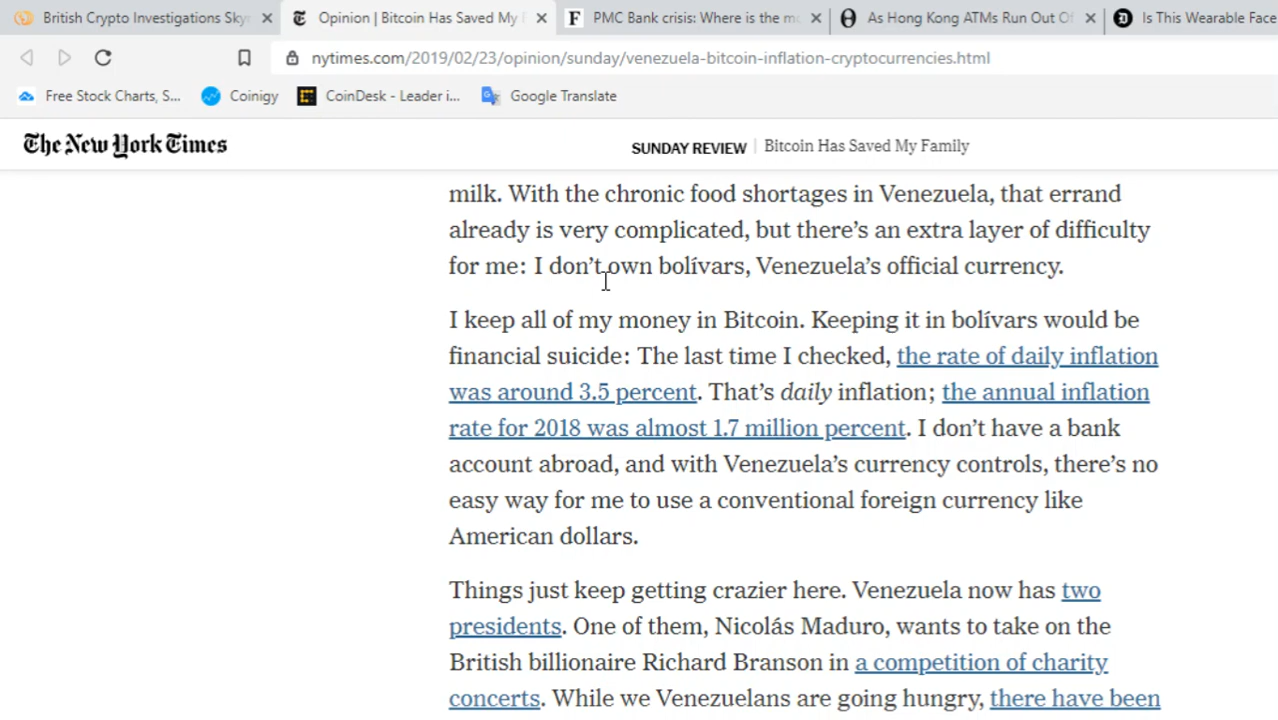 British Crypto Investigations Sky
Opinion | Bitcoin Has Saved My F
PMC Bank crisis: Where is the mo
As Hong Kong ATMs Run Out Of
Is This Wearable Face
nytimes.com/2019/02/23/opinion/sunday/venezuela-bitcoin-inflation-cryptocurrencies.html
Free Stock Charts, S...
Coinigy
CoinDesk - Leader i...
Google Translate
The New York Times
SUNDAY REVIEW | Bitcoin Has Saved My Family
milk. With the chronic food shortages in Venezuela, that errand
already is very complicated, but there’s an extra layer of difficulty
for me: I don’t own bolívars, Venezuela’s official currency.
I keep all of my money in Bitcoin. Keeping it in bolívars would be
financial suicide: The last time I checked, the rate of daily inflation
was around 3.5 percent. That’s daily inflation; the annual inflation
rate for 2018 was almost 1.7 million percent. I don’t have a bank
account abroad, and with Venezuela’s currency controls, there’s no
easy way for me to use a conventional foreign currency like
American dollars.
Things just keep getting crazier here. Venezuela now has two
presidents. One of them, Nicolás Maduro, wants to take on the
British billionaire Richard Branson in a competition of charity
concerts. While we Venezuelans are going hungry, there have been